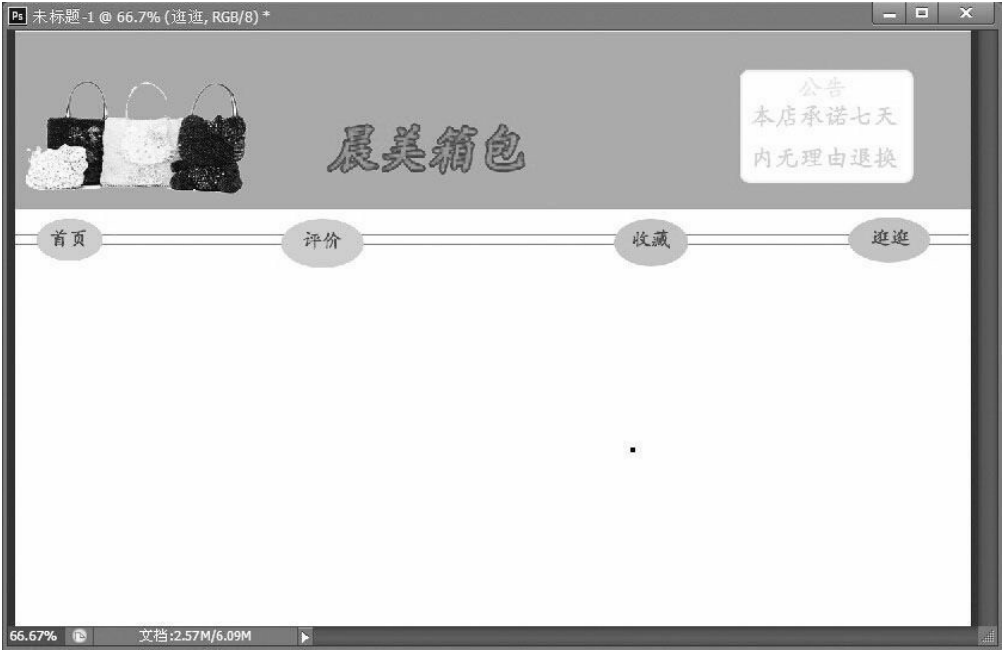 Ps 未标题-1 @ 66.7% (逛逛, RGB/8) *
公告
本店承诺七天
内无理由退换
晨美箱包
首页 评价 收藏 逛逛
66.67% 文档:2.57M/6.09M